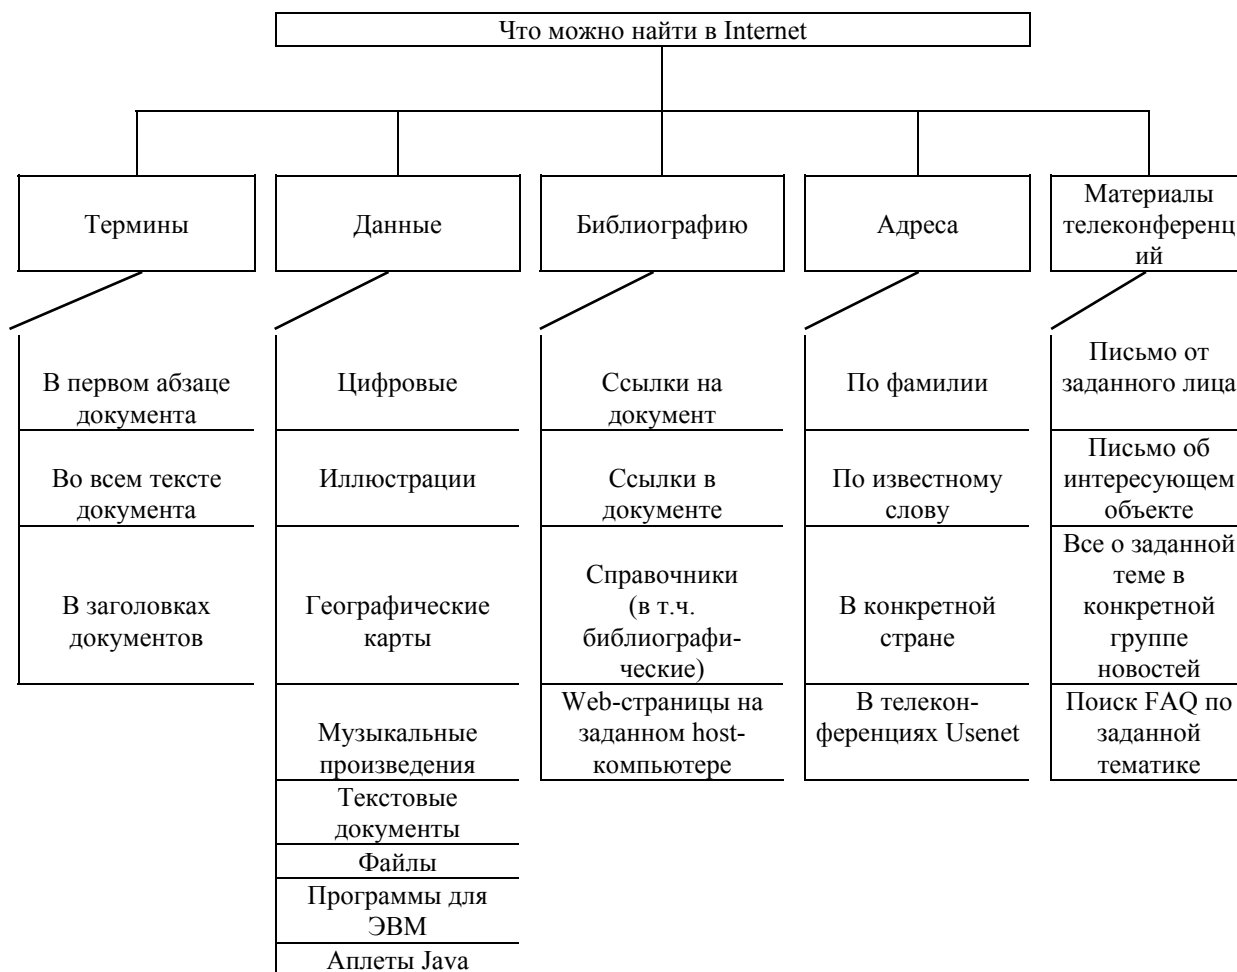 Что можно найти в Internet
Термины
Данные
Библиографию
Адреса
Материалы
телеконференц
ий
В первом абзаце
документа
Во всем тексте
документа
В заголовках
документов
Цифровые
Иллюстрации
Географические
карты
Музыкальные
произведения
Текстовые
документы
Файлы
Программы для
ЭВМ
Аплеты Java
Ссылки на
документ
Ссылки в
документе
Справочники
(в т.ч.
библиографи-
ческие)
Web-страницы на
заданном host-
компьютере
По фамилии
По известному
слову
В конкретной
стране
В телекон-
ференциях Usenet
Письмо от
заданного лица
Письмо об
интересующем
объекте
Все о заданной
теме в
конкретной
группе
новостей
Поиск FAQ по
заданной
тематике